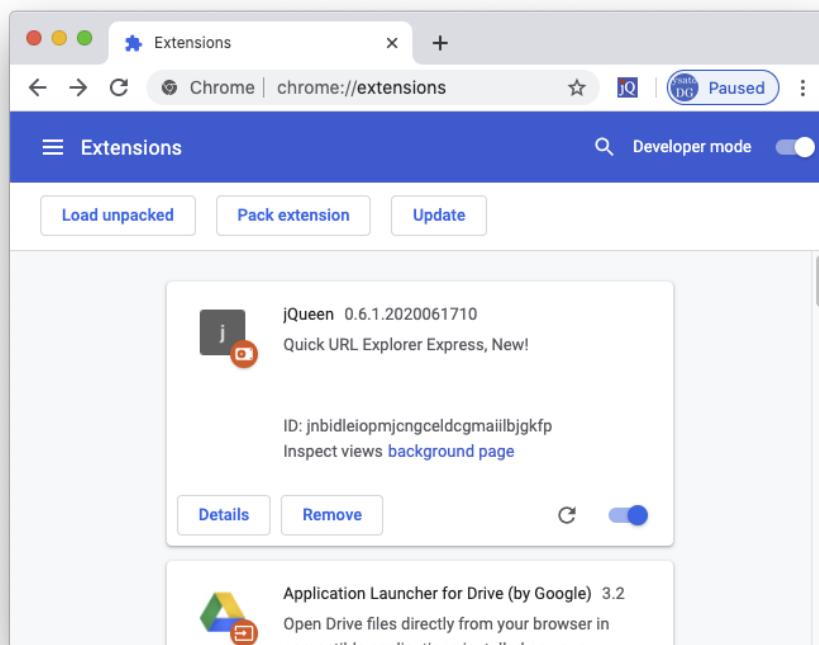 Extensions
Chrome | chrome://extensions
jQ
ysato
DG
Paused
Extensions
Developer mode
Load unpacked
Pack extension
Update
j
jQueen 0.6.1.2020061710
Quick URL Explorer Express, New!
ID: jnbidleiopmjcngceldcgmaiilbjgkfp
Inspect views background page
Details
Remove
Application Launcher for Drive (by Google) 3.2
Open Drive files directly from your browser in